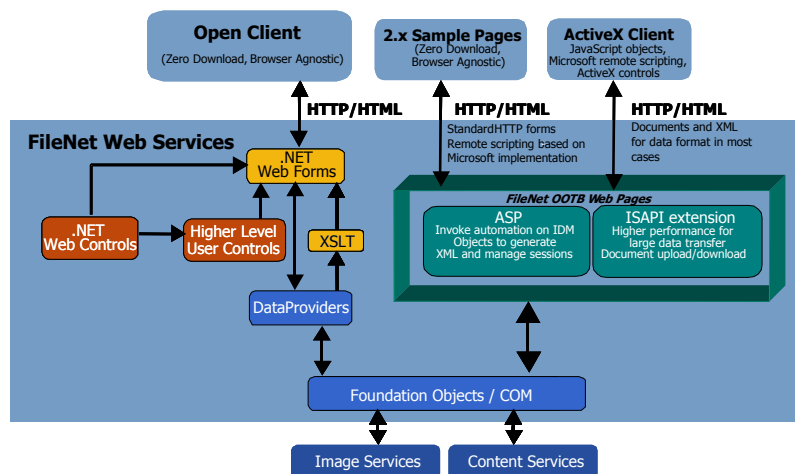 Open Client
(Zero Download, Browser Agnostic)
2.x Sample Pages
(Zero Download,
Browser Agnostic)
ActiveX Client
JavaScript objects,
Microsoft remote scripting,
ActiveX controls
HTTP/HTML
HTTP/HTML
StandardHTTP forms
Remote scripting based on
Microsoft implementation
HTTP/HTML
Documents and XML
for data format in most
cases
FileNet Web Services
.NET
Web Forms
.NET
Web Controls
Higher Level
User Controls
XSLT
DataProviders
FileNet OOTB Web Pages
ASP
Invoke automation on IDM
Objects to generate
XML and manage sessions
ISAPI extension
Higher performance for
large data transfer
Document upload/download
Foundation Objects / COM
Image Services
Content Services